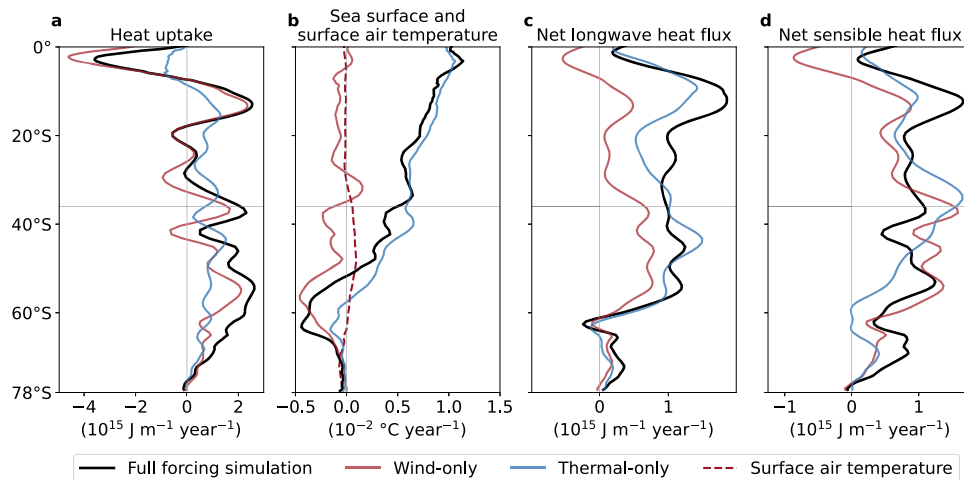 a
Heat uptake
b
Sea surface and
surface air temperature
c
Net longwave heat flux
d
Net sensible heat flux
0°
20°S
40°S
60°S
78°S
−4 −2 0 2
(10¹⁵ J m⁻¹ year⁻¹)
−0.5 0.0 0.5 1.0 1.5
(10⁻² °C year⁻¹)
0 1
(10¹⁵ J m⁻¹ year⁻¹)
−1 0 1
(10¹⁵ J m⁻¹ year⁻¹)
Full forcing simulation Wind-only Thermal-only Surface air temperature